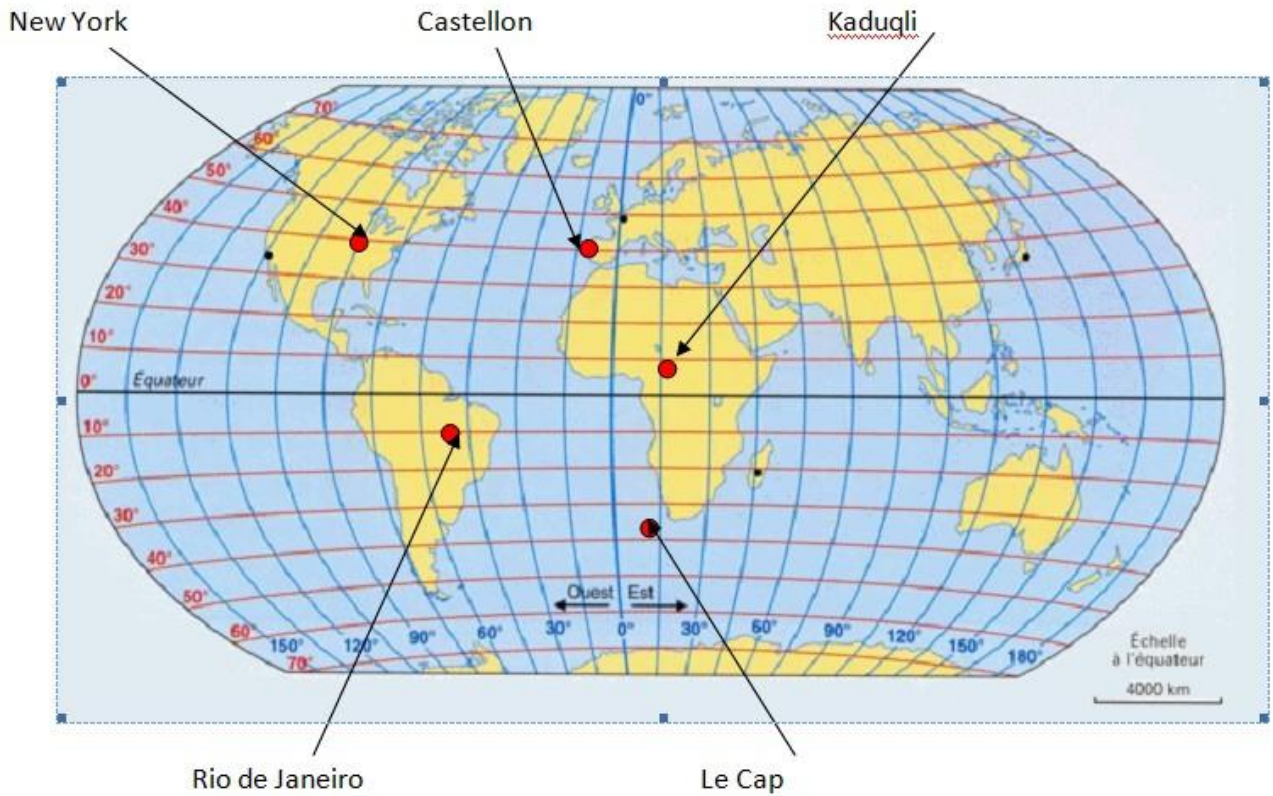 New York Castellon Kaduqli
0°
70°
60°
50°
40°
30°
20°
10°
0° Équateur
10°
20°
30°
40°
50°
60°
70°
Ouest Est
150° 120° 90° 60° 30° 0° 30° 60° 90° 120° 150° 180°
Échelle
à l'équateur
4000 km
Rio de Janeiro Le Cap